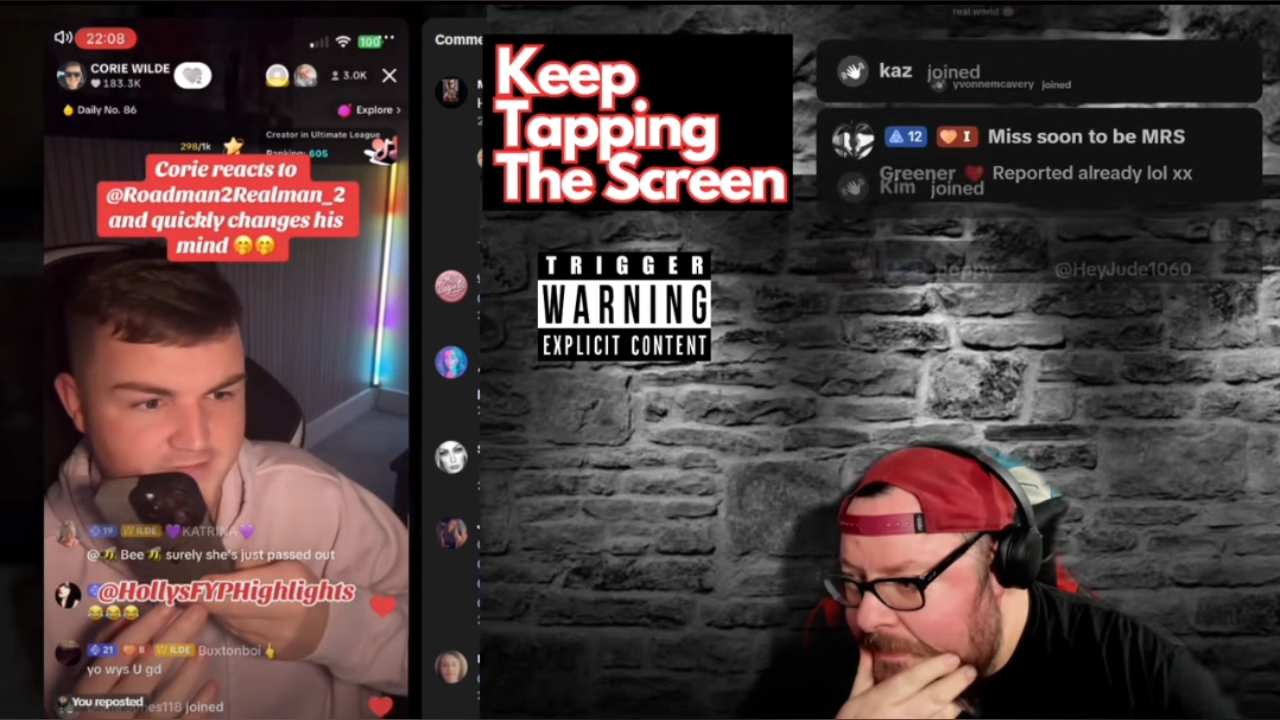 22:08
100
CORIE WILDE
183.3K
3.0K
Daily No. 86
Explore >
298/1k
Creator in Ultimate League
Ranking: 605
Corie reacts to
@Roadman2Realman_2
and quickly changes his
mind 🤭🤭
19 WILDE 💜KATRINA💜
@🐝 Bee 🐝 surely she's just passed out
@HollysFYPHighlights
😂😂😂
21 II WILDE Buxtonboi
yo wys U gd
You reposted
joined
Comme
Keep
Tapping
The Screen
TRIGGER
WARNING
EXPLICIT CONTENT
real world
kaz joined
yvonnemcavery joined
12 I Miss soon to be MRS
Greener ❤️ Reported already lol xx
Kim joined
poppy @HeyJude1060